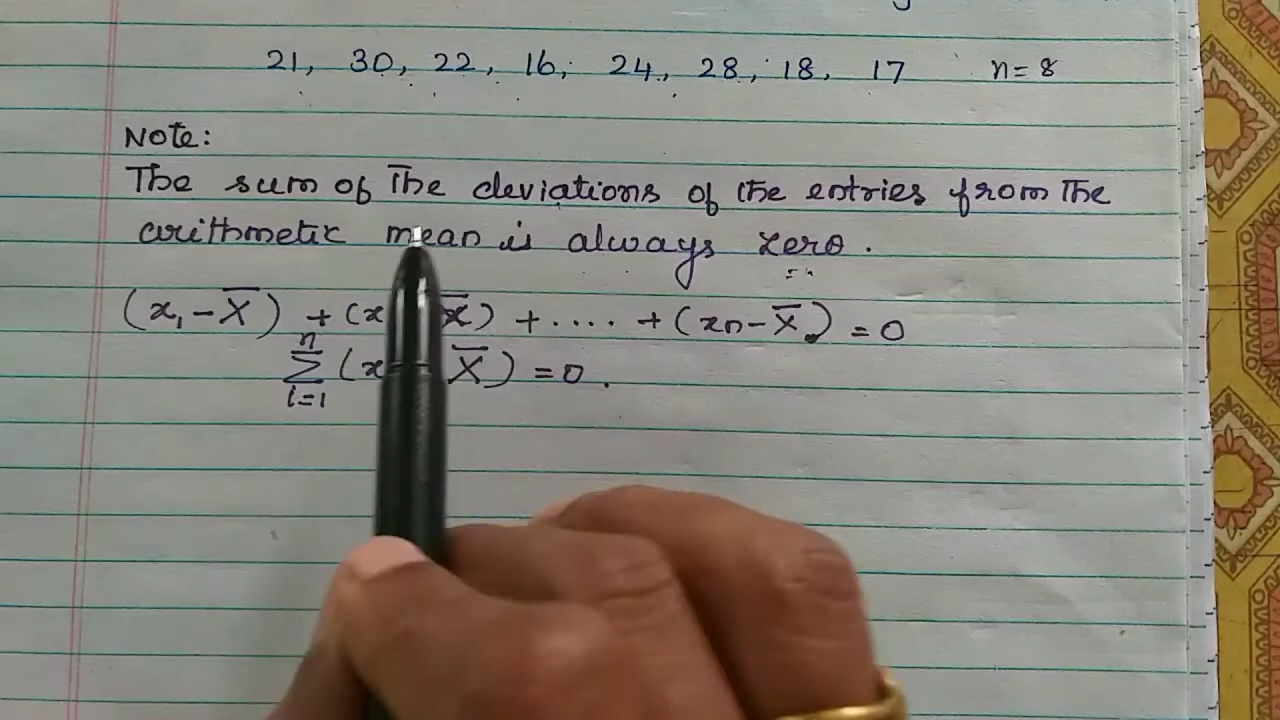 21, 30, 22, 16, 24, 28, 18, 17 n=8
Note:
The sum of The deviations of the entries from The
arithmetic mean is always zero.
(x₁-X̅) + (x x̅) +....+(xn-X̅) =0
n
∑(x X̅) =0.
i=1